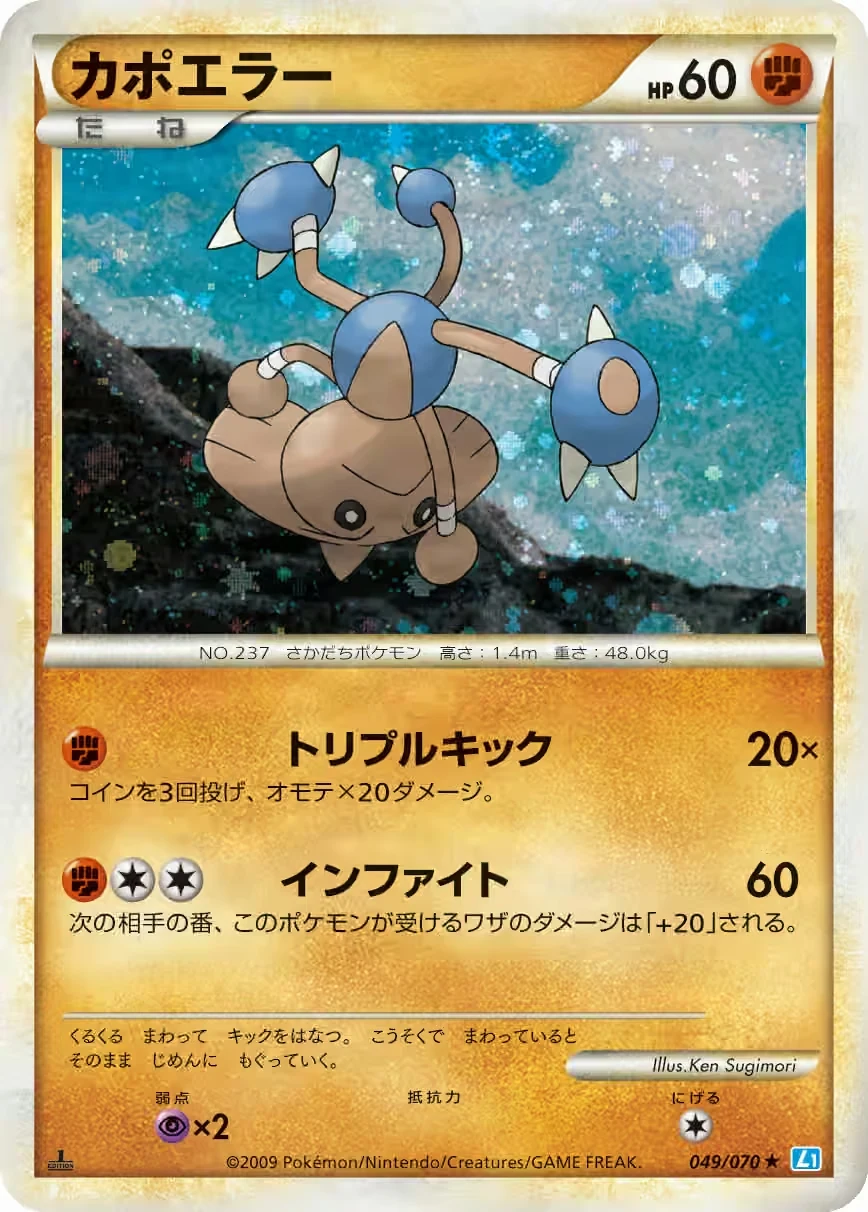 カポエラー
HP60
たね
NO.237 さかだちポケモン 高さ：1.4m 重さ：48.0kg
トリプルキック 20×
コインを3回投げ、オモテ×20ダメージ。
インファイト 60
次の相手の番、このポケモンが受けるワザのダメージは「+20」される。
くるくる まわって キックをはなつ。 こうそくで まわっていると
そのまま じめんに もぐっていく。
Illus.Ken Sugimori
弱点 抵抗力 にげる
×2
1 EDITION
©2009 Pokémon/Nintendo/Creatures/GAME FREAK.
049/070 ★ L1